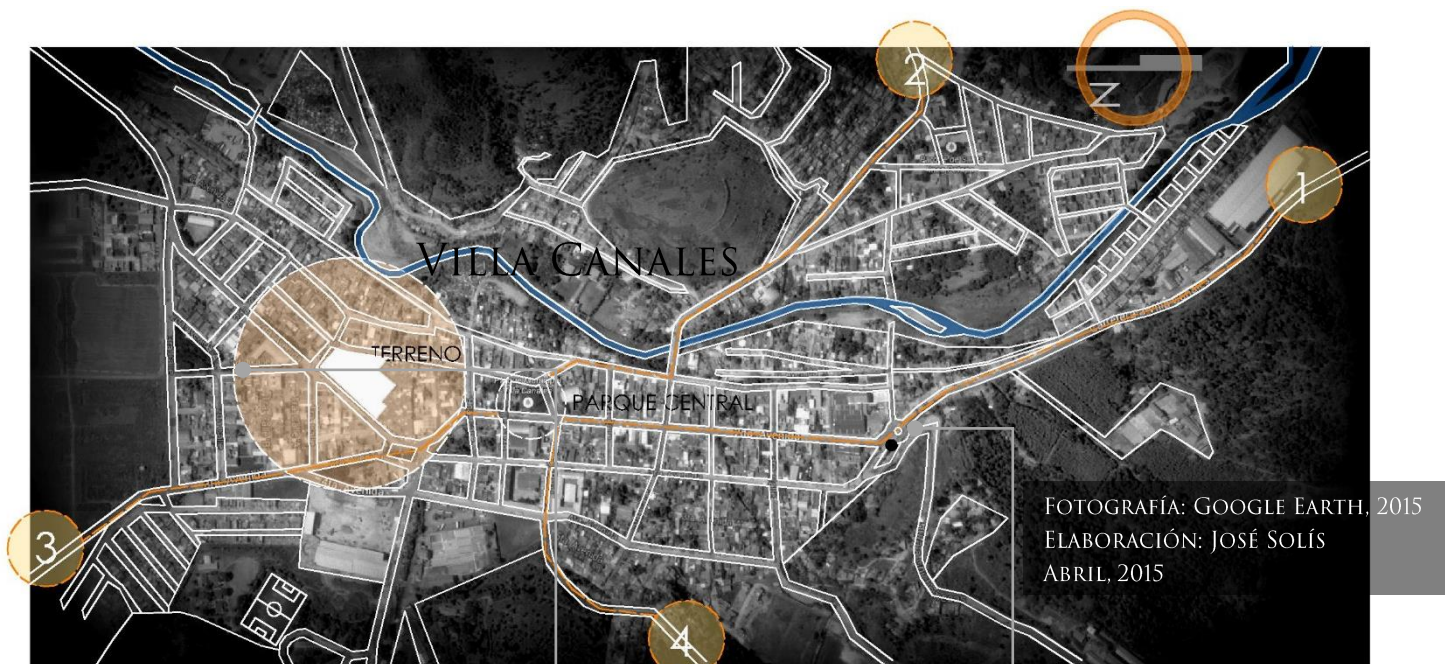 2
N
1
VILLA CANALES
TERRENO
PARQUE CENTRAL
FOTOGRAFÍA: GOOGLE EARTH, 2015
ELABORACIÓN: JOSÉ SOLÍS
ABRIL, 2015
3
4